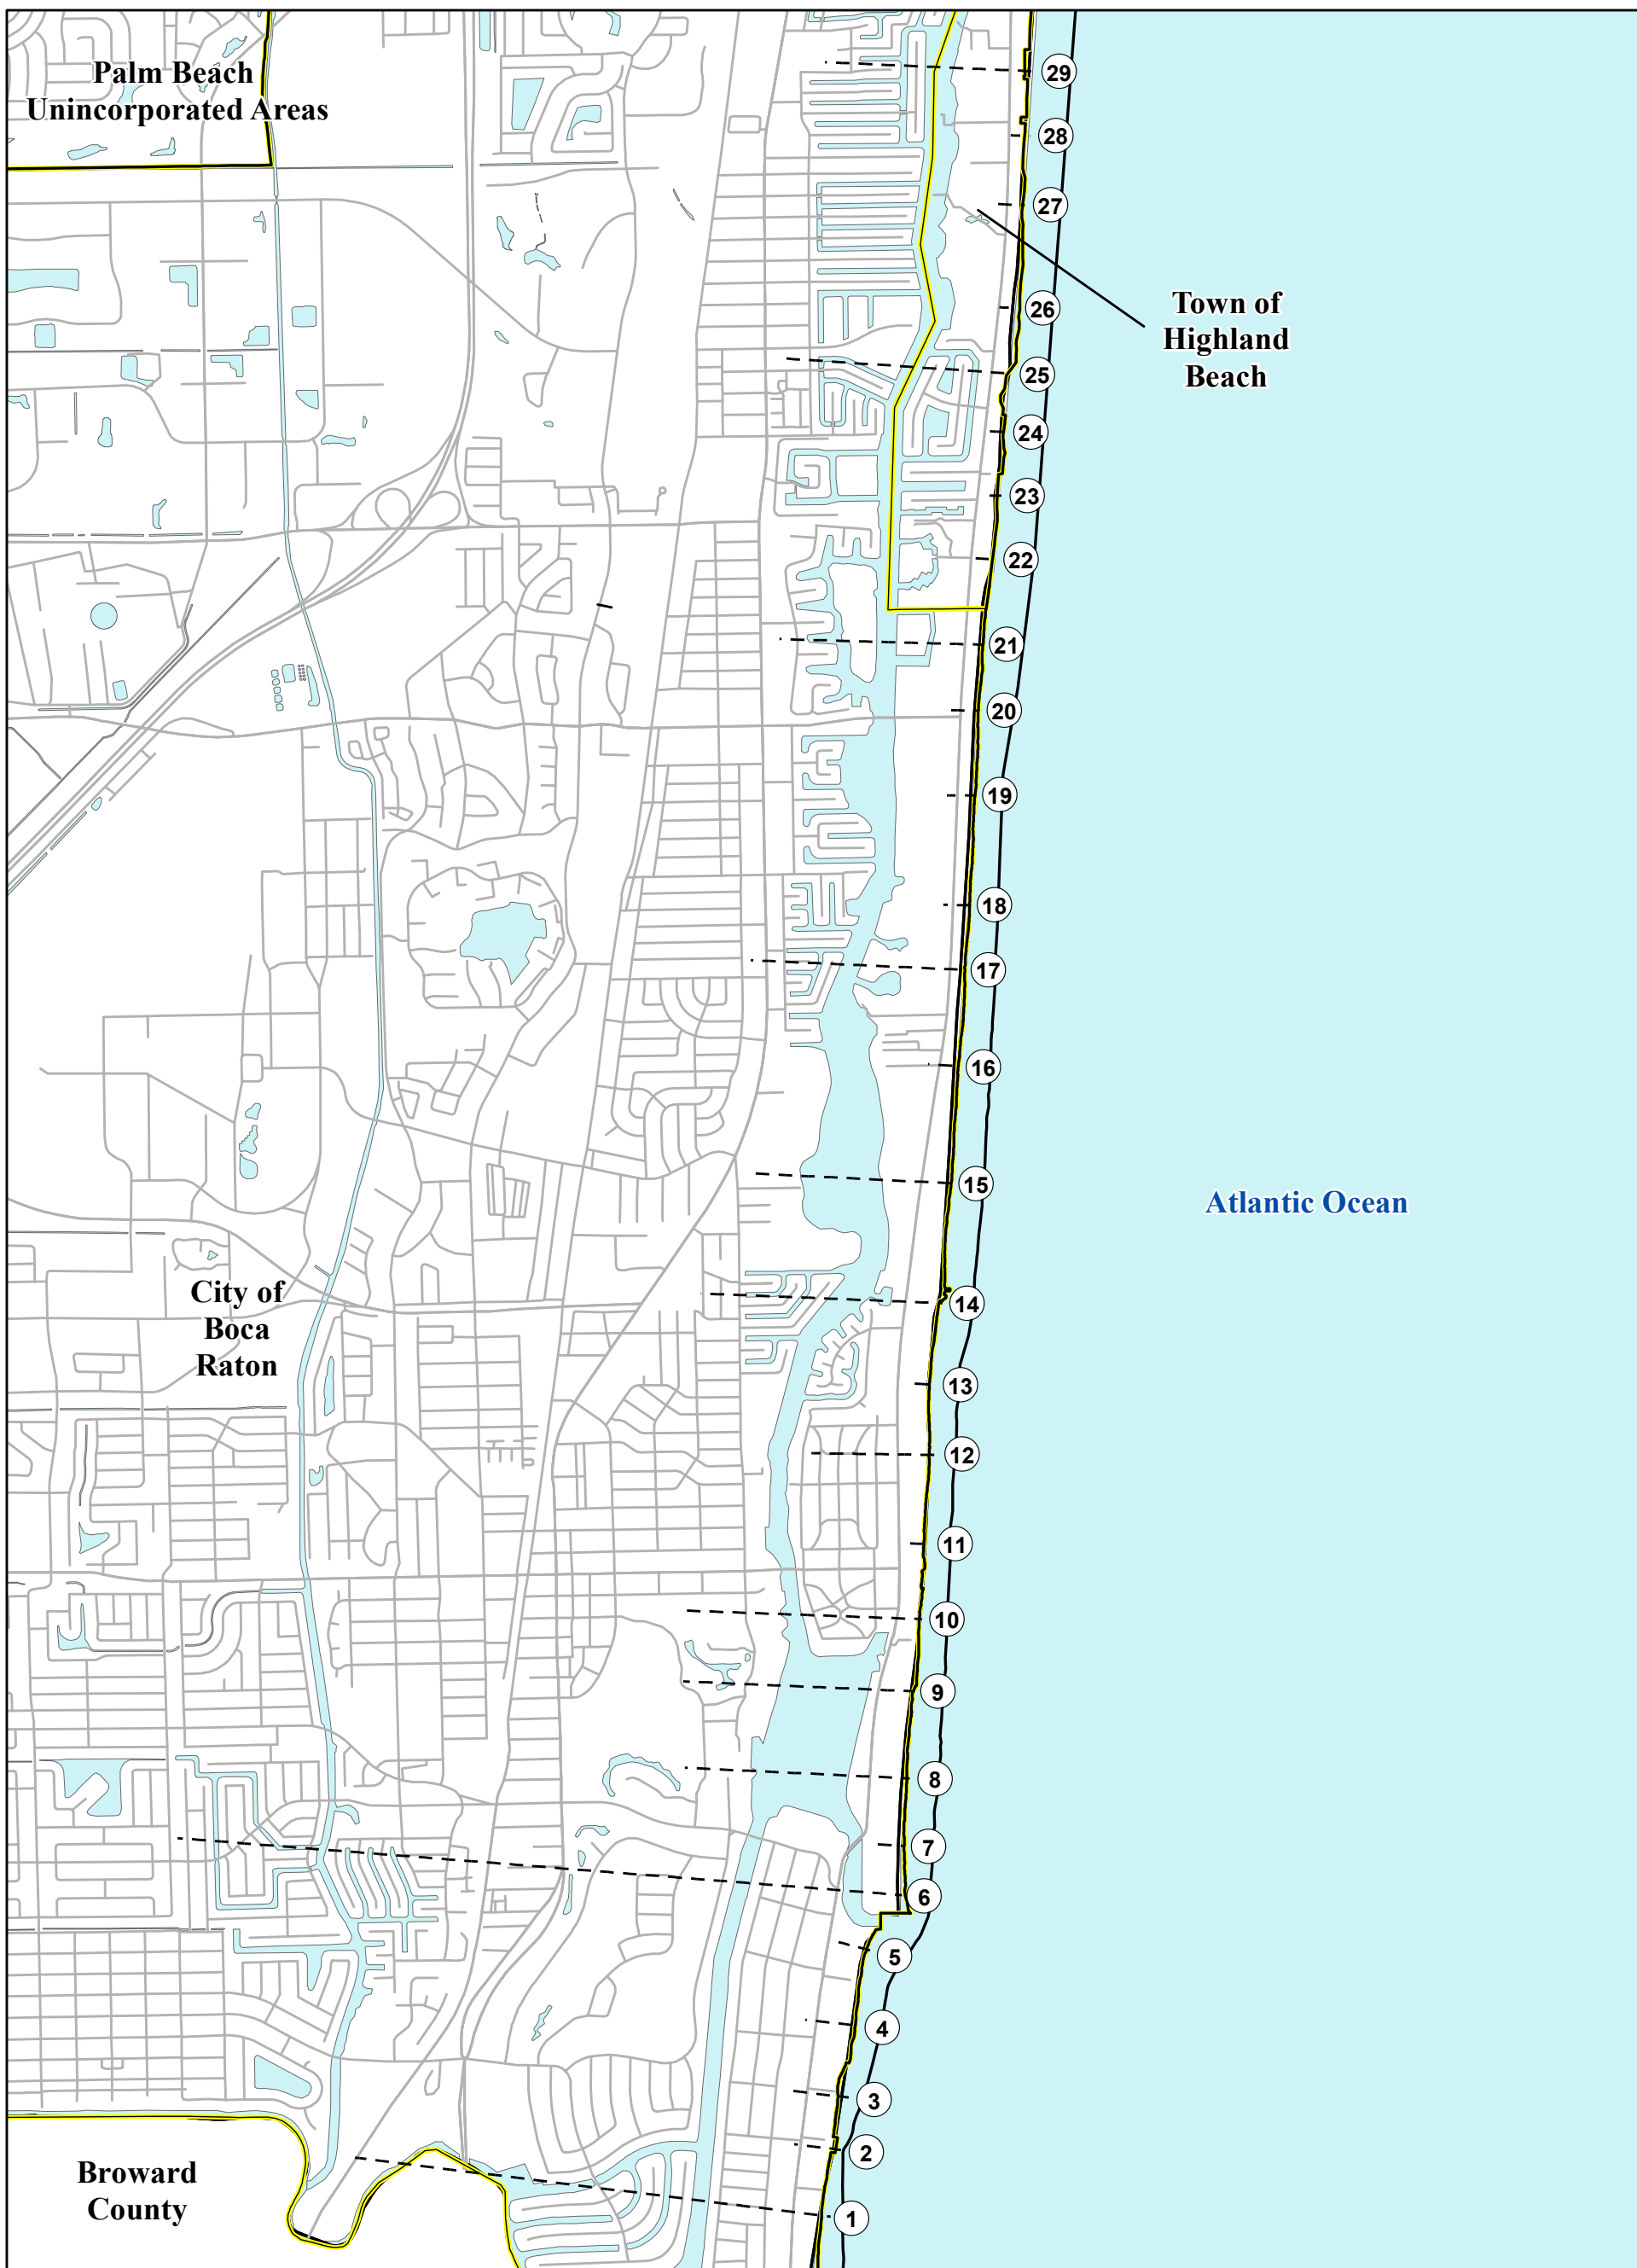 Palm Beach
Unincorporated Areas
29
28
27
26
Town of
Highland
Beach
25
24
23
22
21
20
19
18
17
16
15
Atlantic Ocean
City of
Boca
Raton
14
13
12
11
10
9
8
7
6
5
4
3
2
Broward
County
1